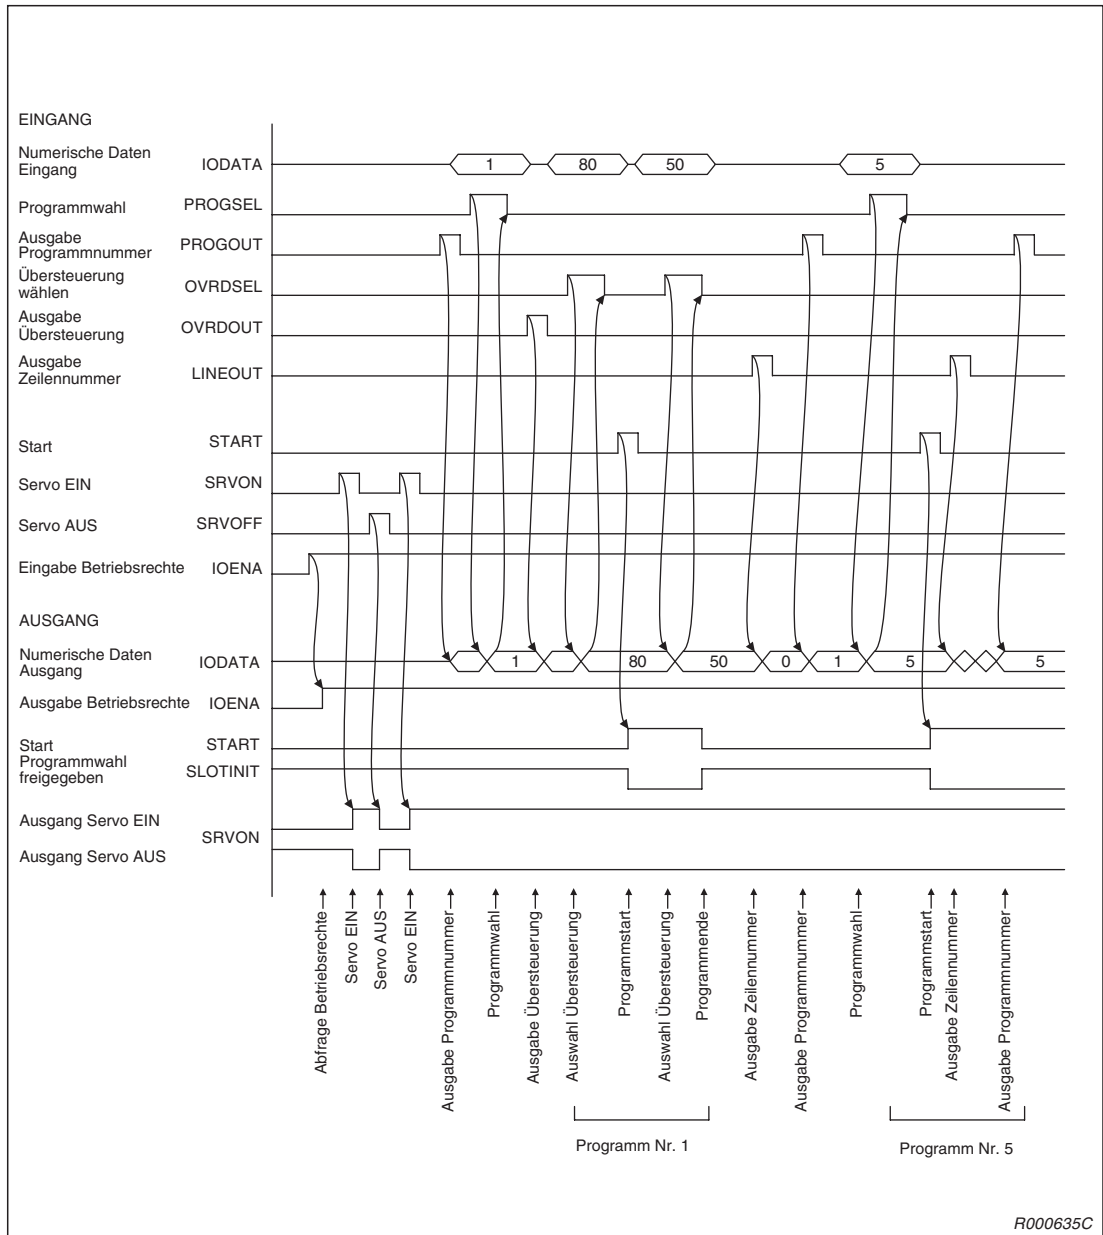 EINGANG
Numerische Daten
Eingang
IODATA
1
80
50
5
Programmwahl
PROGSEL
Ausgabe
Programmnummer
PROGOUT
Übersteuerung
wählen
OVRDSEL
Ausgabe
Übersteuerung
OVRDOUT
Ausgabe
Zeilennummer
LINEOUT
Start
START
Servo EIN
SRVON
Servo AUS
SRVOFF
Eingabe Betriebsrechte
IOENA
AUSGANG
Numerische Daten
Ausgang
IODATA
1
80
50
0
1
5
5
Ausgabe Betriebsrechte
IOENA
Start
START
Programmwahl
freigegeben
SLOTINIT
Ausgang Servo EIN
SRVON
Ausgang Servo AUS
Abfrage Betriebsrechte
Servo EIN
Servo AUS
Servo EIN
Ausgabe Programmnummer
Programmwahl
Ausgabe Übersteuerung
Auswahl Übersteuerung
Programmstart
Auswahl Übersteuerung
Programmende
Ausgabe Zeilennummer
Ausgabe Programmnummer
Programmwahl
Programmstart
Ausgabe Zeilennummer
Ausgabe Programmnummer
Programm Nr. 1
Programm Nr. 5
R000635C